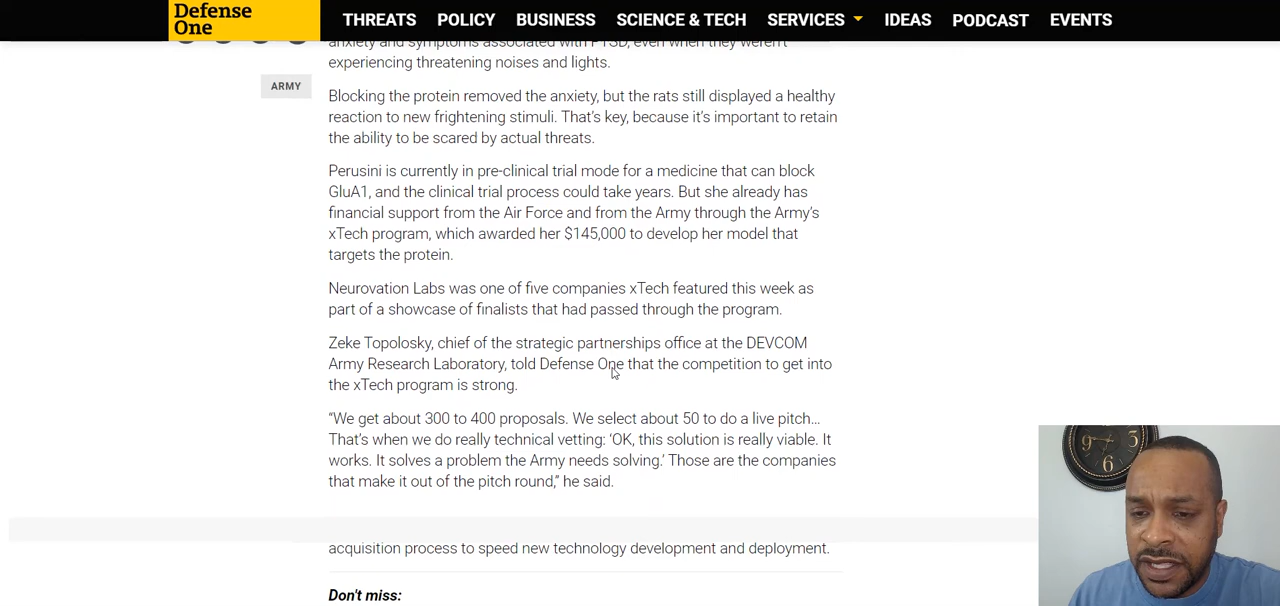 Defense
One
THREATS POLICY BUSINESS SCIENCE & TECH SERVICES IDEAS PODCAST EVENTS
anxiety and symptoms associated with PTSD, even when they weren't
experiencing threatening noises and lights.
ARMY
Blocking the protein removed the anxiety, but the rats still displayed a healthy
reaction to new frightening stimuli. That's key, because it's important to retain
the ability to be scared by actual threats.
Perusini is currently in pre-clinical trial mode for a medicine that can block
GluA1, and the clinical trial process could take years. But she already has
financial support from the Air Force and from the Army through the Army's
xTech program, which awarded her $145,000 to develop her model that
targets the protein.
Neurovation Labs was one of five companies xTech featured this week as
part of a showcase of finalists that had passed through the program.
Zeke Topolosky, chief of the strategic partnerships office at the DEVCOM
Army Research Laboratory, told Defense One that the competition to get into
the xTech program is strong.
“We get about 300 to 400 proposals. We select about 50 to do a live pitch…
That's when we do really technical vetting: ‘OK, this solution is really viable. It
works. It solves a problem the Army needs solving.’ Those are the companies
that make it out of the pitch round,” he said.
acquisition process to speed new technology development and deployment.
Don't miss:
9 3
6